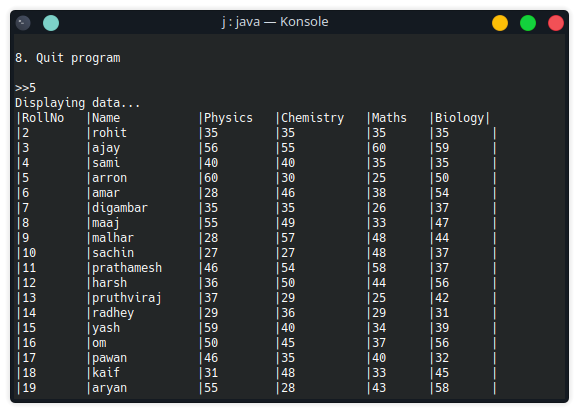 j : java — Konsole
8. Quit program
>>5
Displaying data...
|RollNo |Name |Physics |Chemistry |Maths |Biology|
|2 |rohit |35 |35 |35 |35 |
|3 |ajay |56 |55 |60 |59 |
|4 |sami |40 |40 |35 |35 |
|5 |arron |60 |30 |25 |50 |
|6 |amar |28 |46 |38 |54 |
|7 |digambar |35 |35 |26 |37 |
|8 |maaj |55 |49 |33 |47 |
|9 |malhar |28 |57 |48 |44 |
|10 |sachin |27 |27 |48 |37 |
|11 |prathamesh |46 |54 |58 |37 |
|12 |harsh |36 |50 |44 |56 |
|13 |pruthviraj |37 |29 |25 |42 |
|14 |radhey |29 |36 |29 |31 |
|15 |yash |59 |40 |34 |39 |
|16 |om |50 |45 |37 |56 |
|17 |pawan |46 |35 |40 |32 |
|18 |kaif |31 |48 |33 |45 |
|19 |aryan |55 |28 |43 |58 |